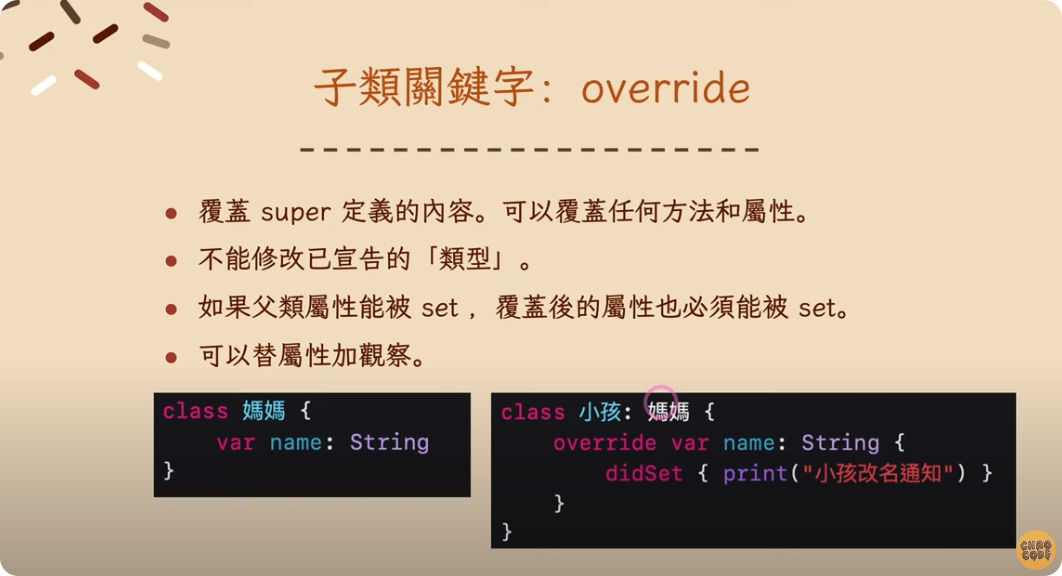 子類關鍵字：override
覆蓋 super 定義的內容。可以覆蓋任何方法和屬性。
不能修改已宣告的「類型」。
如果父類屬性能被 set ，覆蓋後的屬性也必須能被 set。
可以替屬性加觀察。
class 媽媽 {
var name: String
}
class 小孩: 媽媽 {
override var name: String {
didSet { print("小孩改名通知") }
}
}
CHAO
CODE